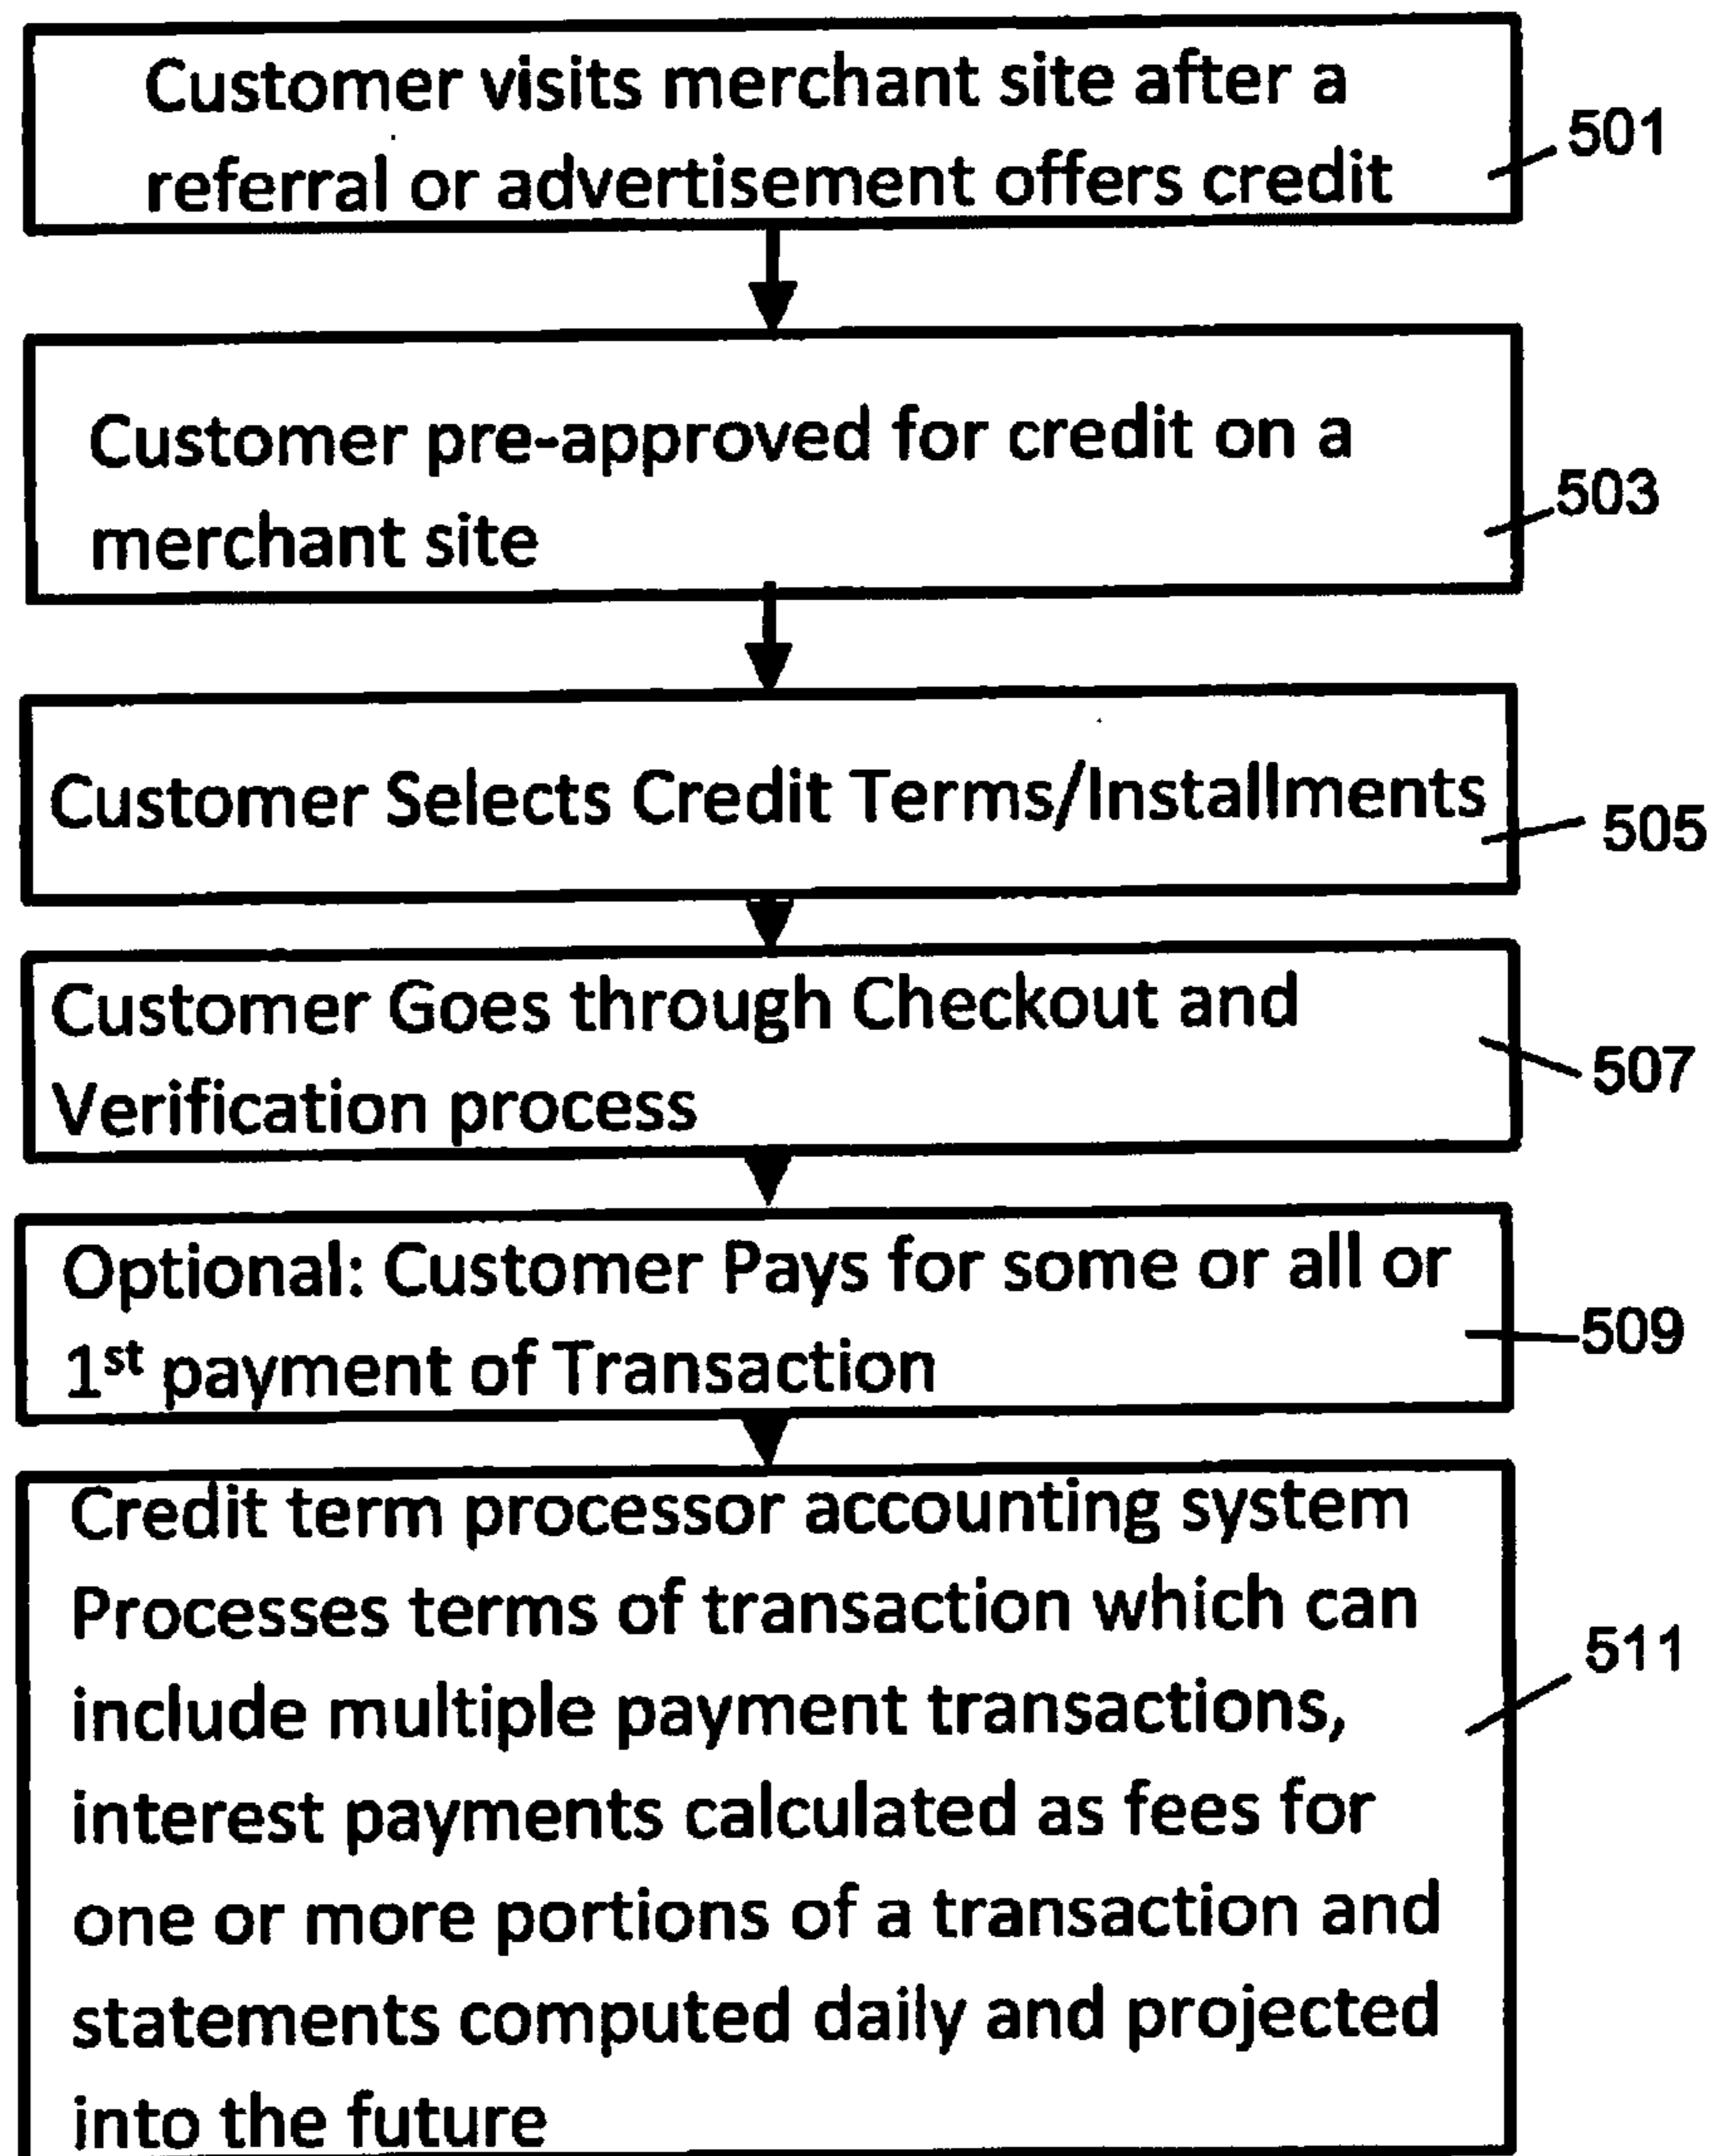 Customer visits merchant site after a
referral or advertisement offers credit
501
Customer pre-approved for credit on a
merchant site
503
Customer Selects Credit Terms/Installments
505
Customer Goes through Checkout and
Verification process
507
Optional: Customer Pays for some or all or
1st payment of Transaction
509
Credit term processor accounting system
Processes terms of transaction which can
include multiple payment transactions,
interest payments calculated as fees for
one or more portions of a transaction and
statements computed daily and projected
into the future
511